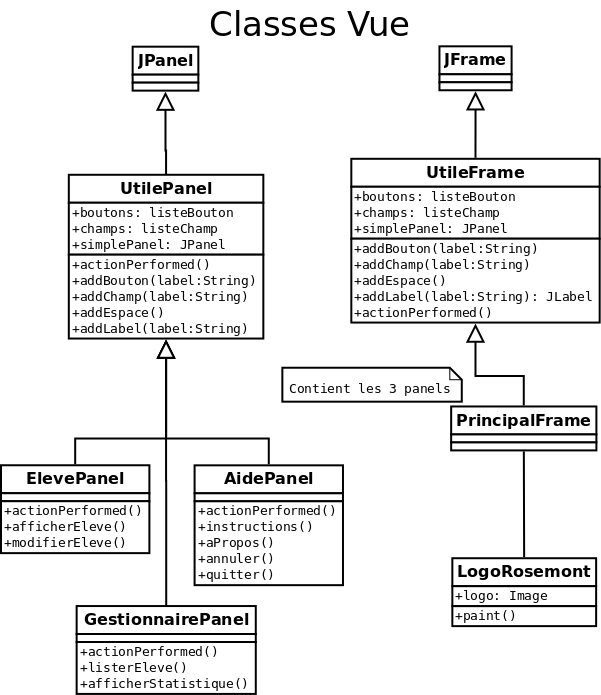 Classes Vue
JPanel
JFrame
UtilePanel
+boutons: listeBouton
+champs: listeChamp
+simplePanel: JPanel
+actionPerformed()
+addBouton(label:String)
+addChamp(label:String)
+addEspace()
+addLabel(label:String)
UtileFrame
+boutons: listeBouton
+champs: listeChamp
+simplePanel: JPanel
+addBouton(label:String)
+addChamp(label:String)
+addEspace()
+addLabel(label:String): JLabel
+actionPerformed()
Contient les 3 panels
PrincipalFrame
ElevePanel
+actionPerformed()
+afficherEleve()
+modifierEleve()
AidePanel
+actionPerformed()
+instructions()
+aPropos()
+annuler()
+quitter()
GestionnairePanel
+actionPerformed()
+listerEleve()
+afficherStatistique()
LogoRosemont
+logo: Image
+paint()